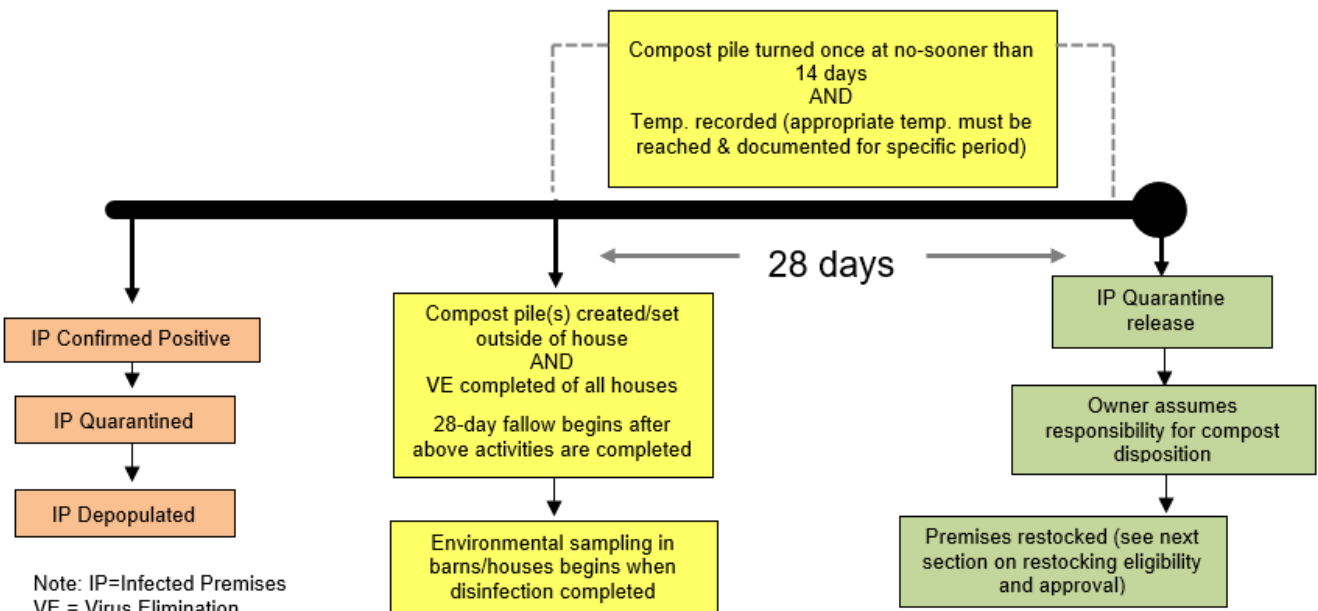 Compost pile turned once at no-sooner than
14 days
AND
Temp. recorded (appropriate temp. must be
reached & documented for specific period)
28 days
IP Confirmed Positive
IP Quarantined
IP Depopulated
Note: IP=Infected Premises
VE = Virus Elimination
Compost pile(s) created/set
outside of house
AND
VE completed of all houses
28-day fallow begins after
above activities are completed
Environmental sampling in
barns/houses begins when
disinfection completed
IP Quarantine
release
Owner assumes
responsibility for compost
disposition
Premises restocked (see next
section on restocking eligibility
and approval)